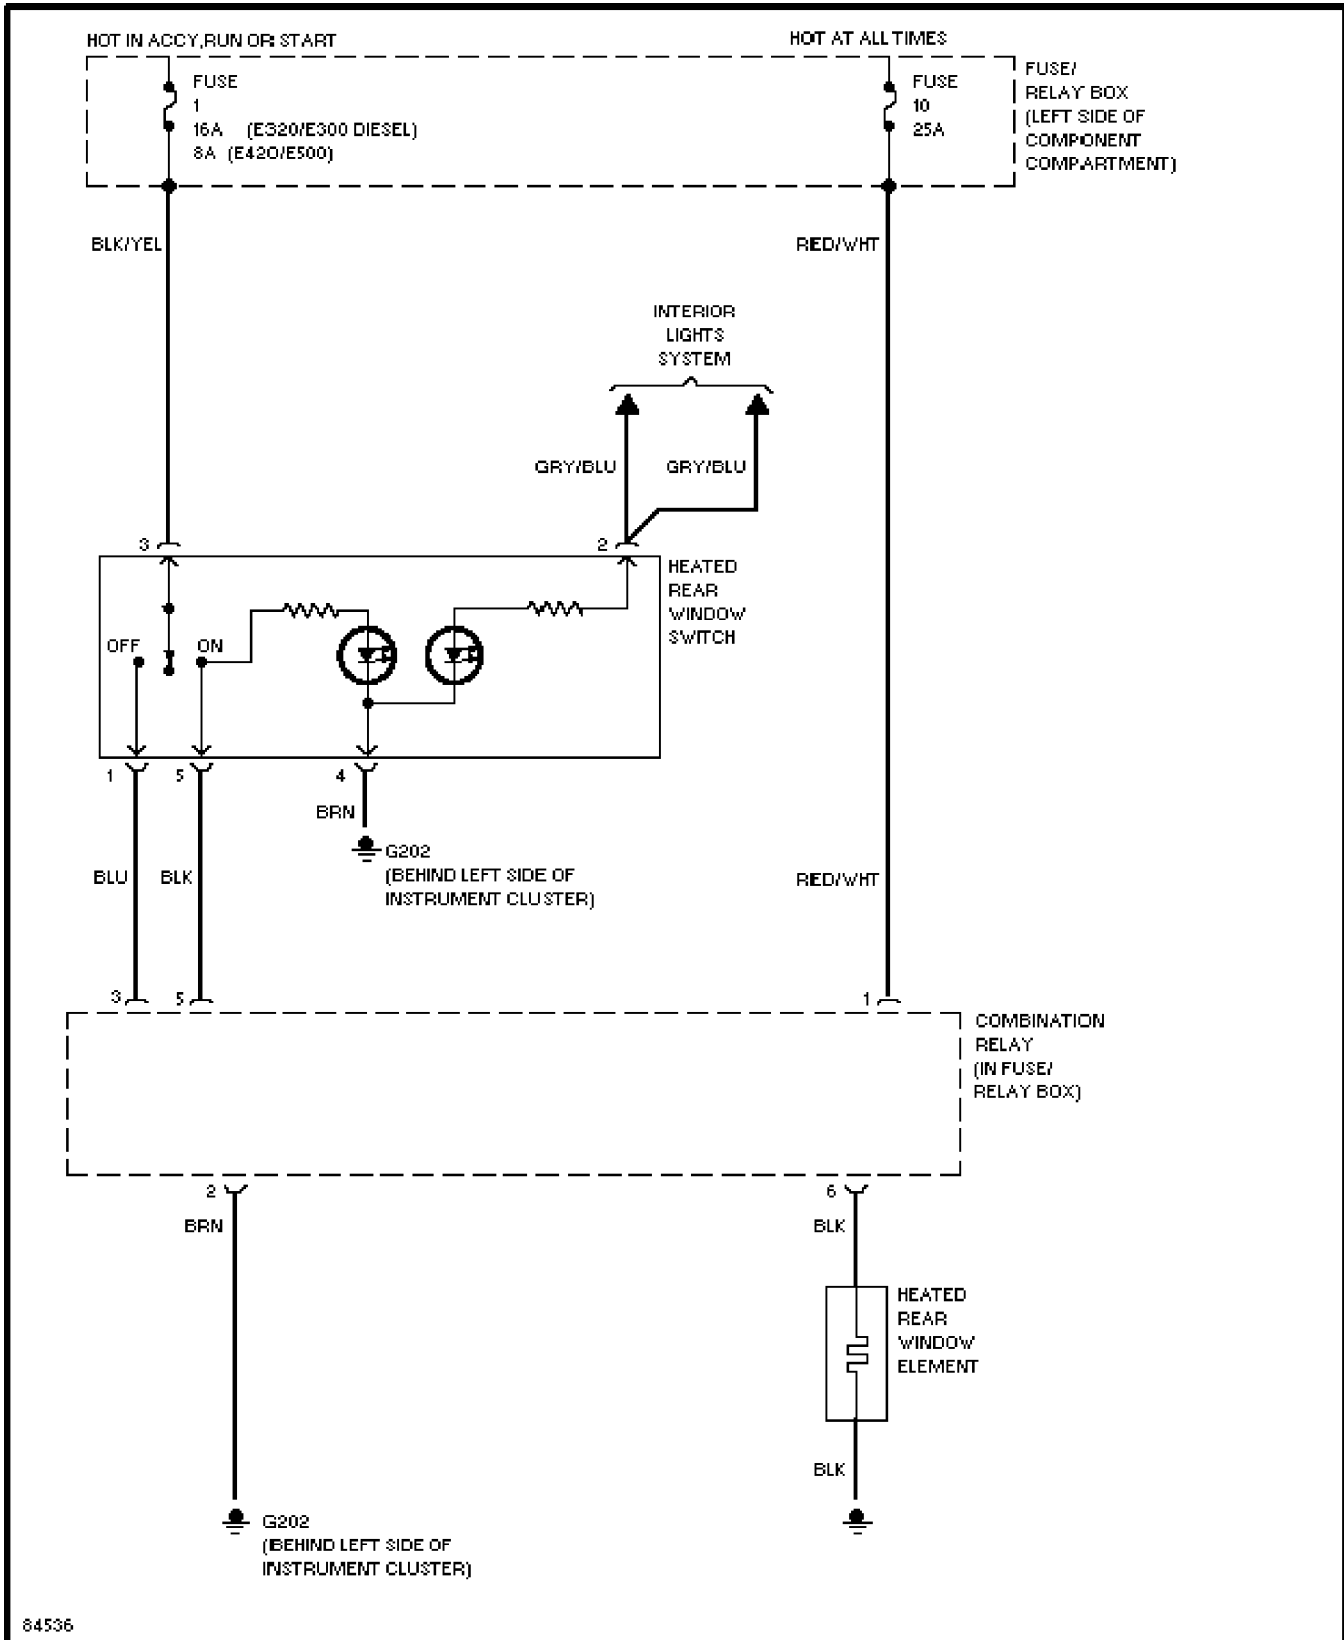 HOT IN ACCY,RUN OR START
HOT AT ALL TIMES
FUSE
1
16A (E320/E300 DIESEL)
8A (E420/E500)
FUSE
10
25A
FUSE/
RELAY BOX
(LEFT SIDE OF
COMPONENT
COMPARTMENT)
BLK/YEL
RED/WHT
INTERIOR
LIGHTS
SYSTEM
GRY/BLU
GRY/BLU
3
2
HEATED
REAR
WINDOW
SWITCH
OFF
ON
1
5
4
BRN
G202
(BEHIND LEFT SIDE OF
INSTRUMENT CLUSTER)
BLU
BLK
RED/WHT
3
5
1
COMBINATION
RELAY
(IN FUSE/
RELAY BOX)
2
6
BRN
BLK
HEATED
REAR
WINDOW
ELEMENT
BLK
G202
(BEHIND LEFT SIDE OF
INSTRUMENT CLUSTER)
84536